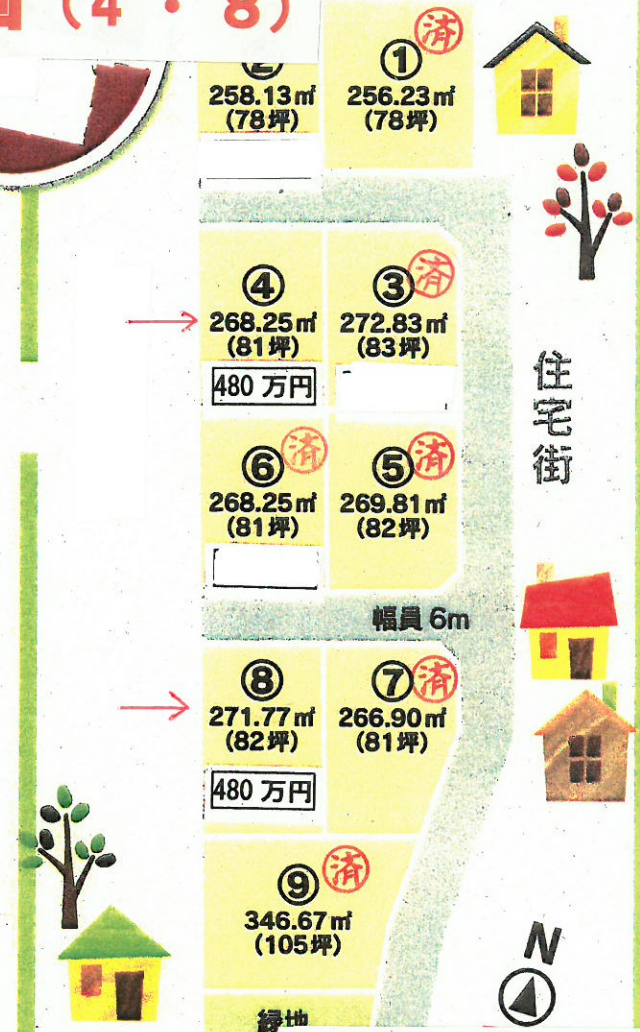 (4・8)
済
②
258.13㎡
(78坪)
①
256.23㎡
(78坪)
④
268.25㎡
(81坪)
480 万円
済
③
272.83㎡
(83坪)
住宅街
済
⑥
268.25㎡
(81坪)
済
⑤
269.81㎡
(82坪)
幅員 6m
⑧
271.77㎡
(82坪)
480 万円
済
⑦
266.90㎡
(81坪)
済
⑨
346.67㎡
(105坪)
緑地
N